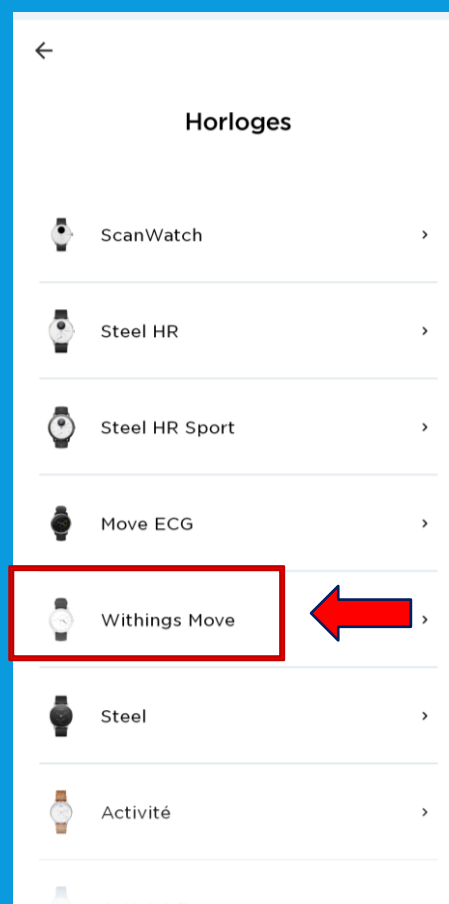 Horloges
ScanWatch
Steel HR
Steel HR Sport
Move ECG
Withings Move
Steel
Activité